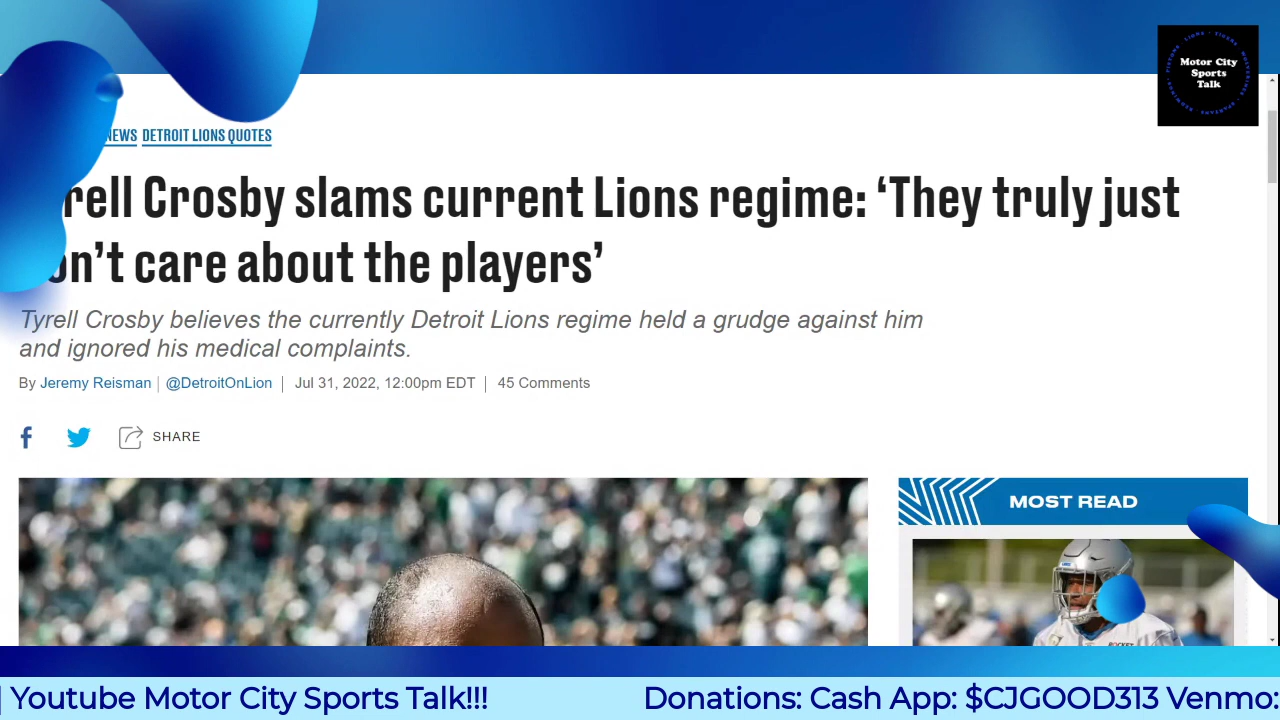 Motor City
Sports
Talk
NEWS DETROIT LIONS QUOTES
rell Crosby slams current Lions regime: ‘They truly just
n’t care about the players’
Tyrell Crosby believes the currently Detroit Lions regime held a grudge against him
and ignored his medical complaints.
By Jeremy Reisman | @DetroitOnLion | Jul 31, 2022, 12:00pm EDT | 45 Comments
SHARE
MOST READ
| Youtube Motor City Sports Talk!!! Donations: Cash App: $CJGOOD313 Venmo: